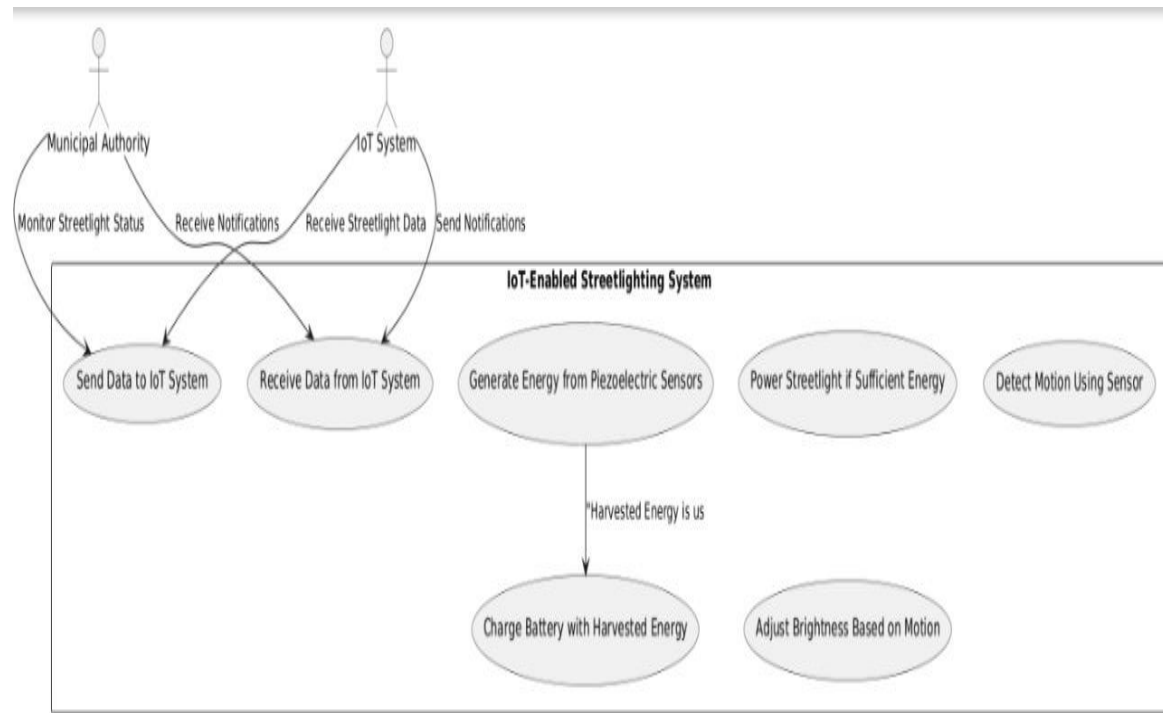 Municipal Authority
IoT System
Monitor Streetlight Status
Receive Notifications
Receive Streetlight Data
Send Notifications
IoT-Enabled Streetlighting System
Send Data to IoT System
Receive Data from IoT System
Generate Energy from Piezoelectric Sensors
Power Streetlight if Sufficient Energy
Detect Motion Using Sensor
"Harvested Energy is us
Charge Battery with Harvested Energy
Adjust Brightness Based on Motion